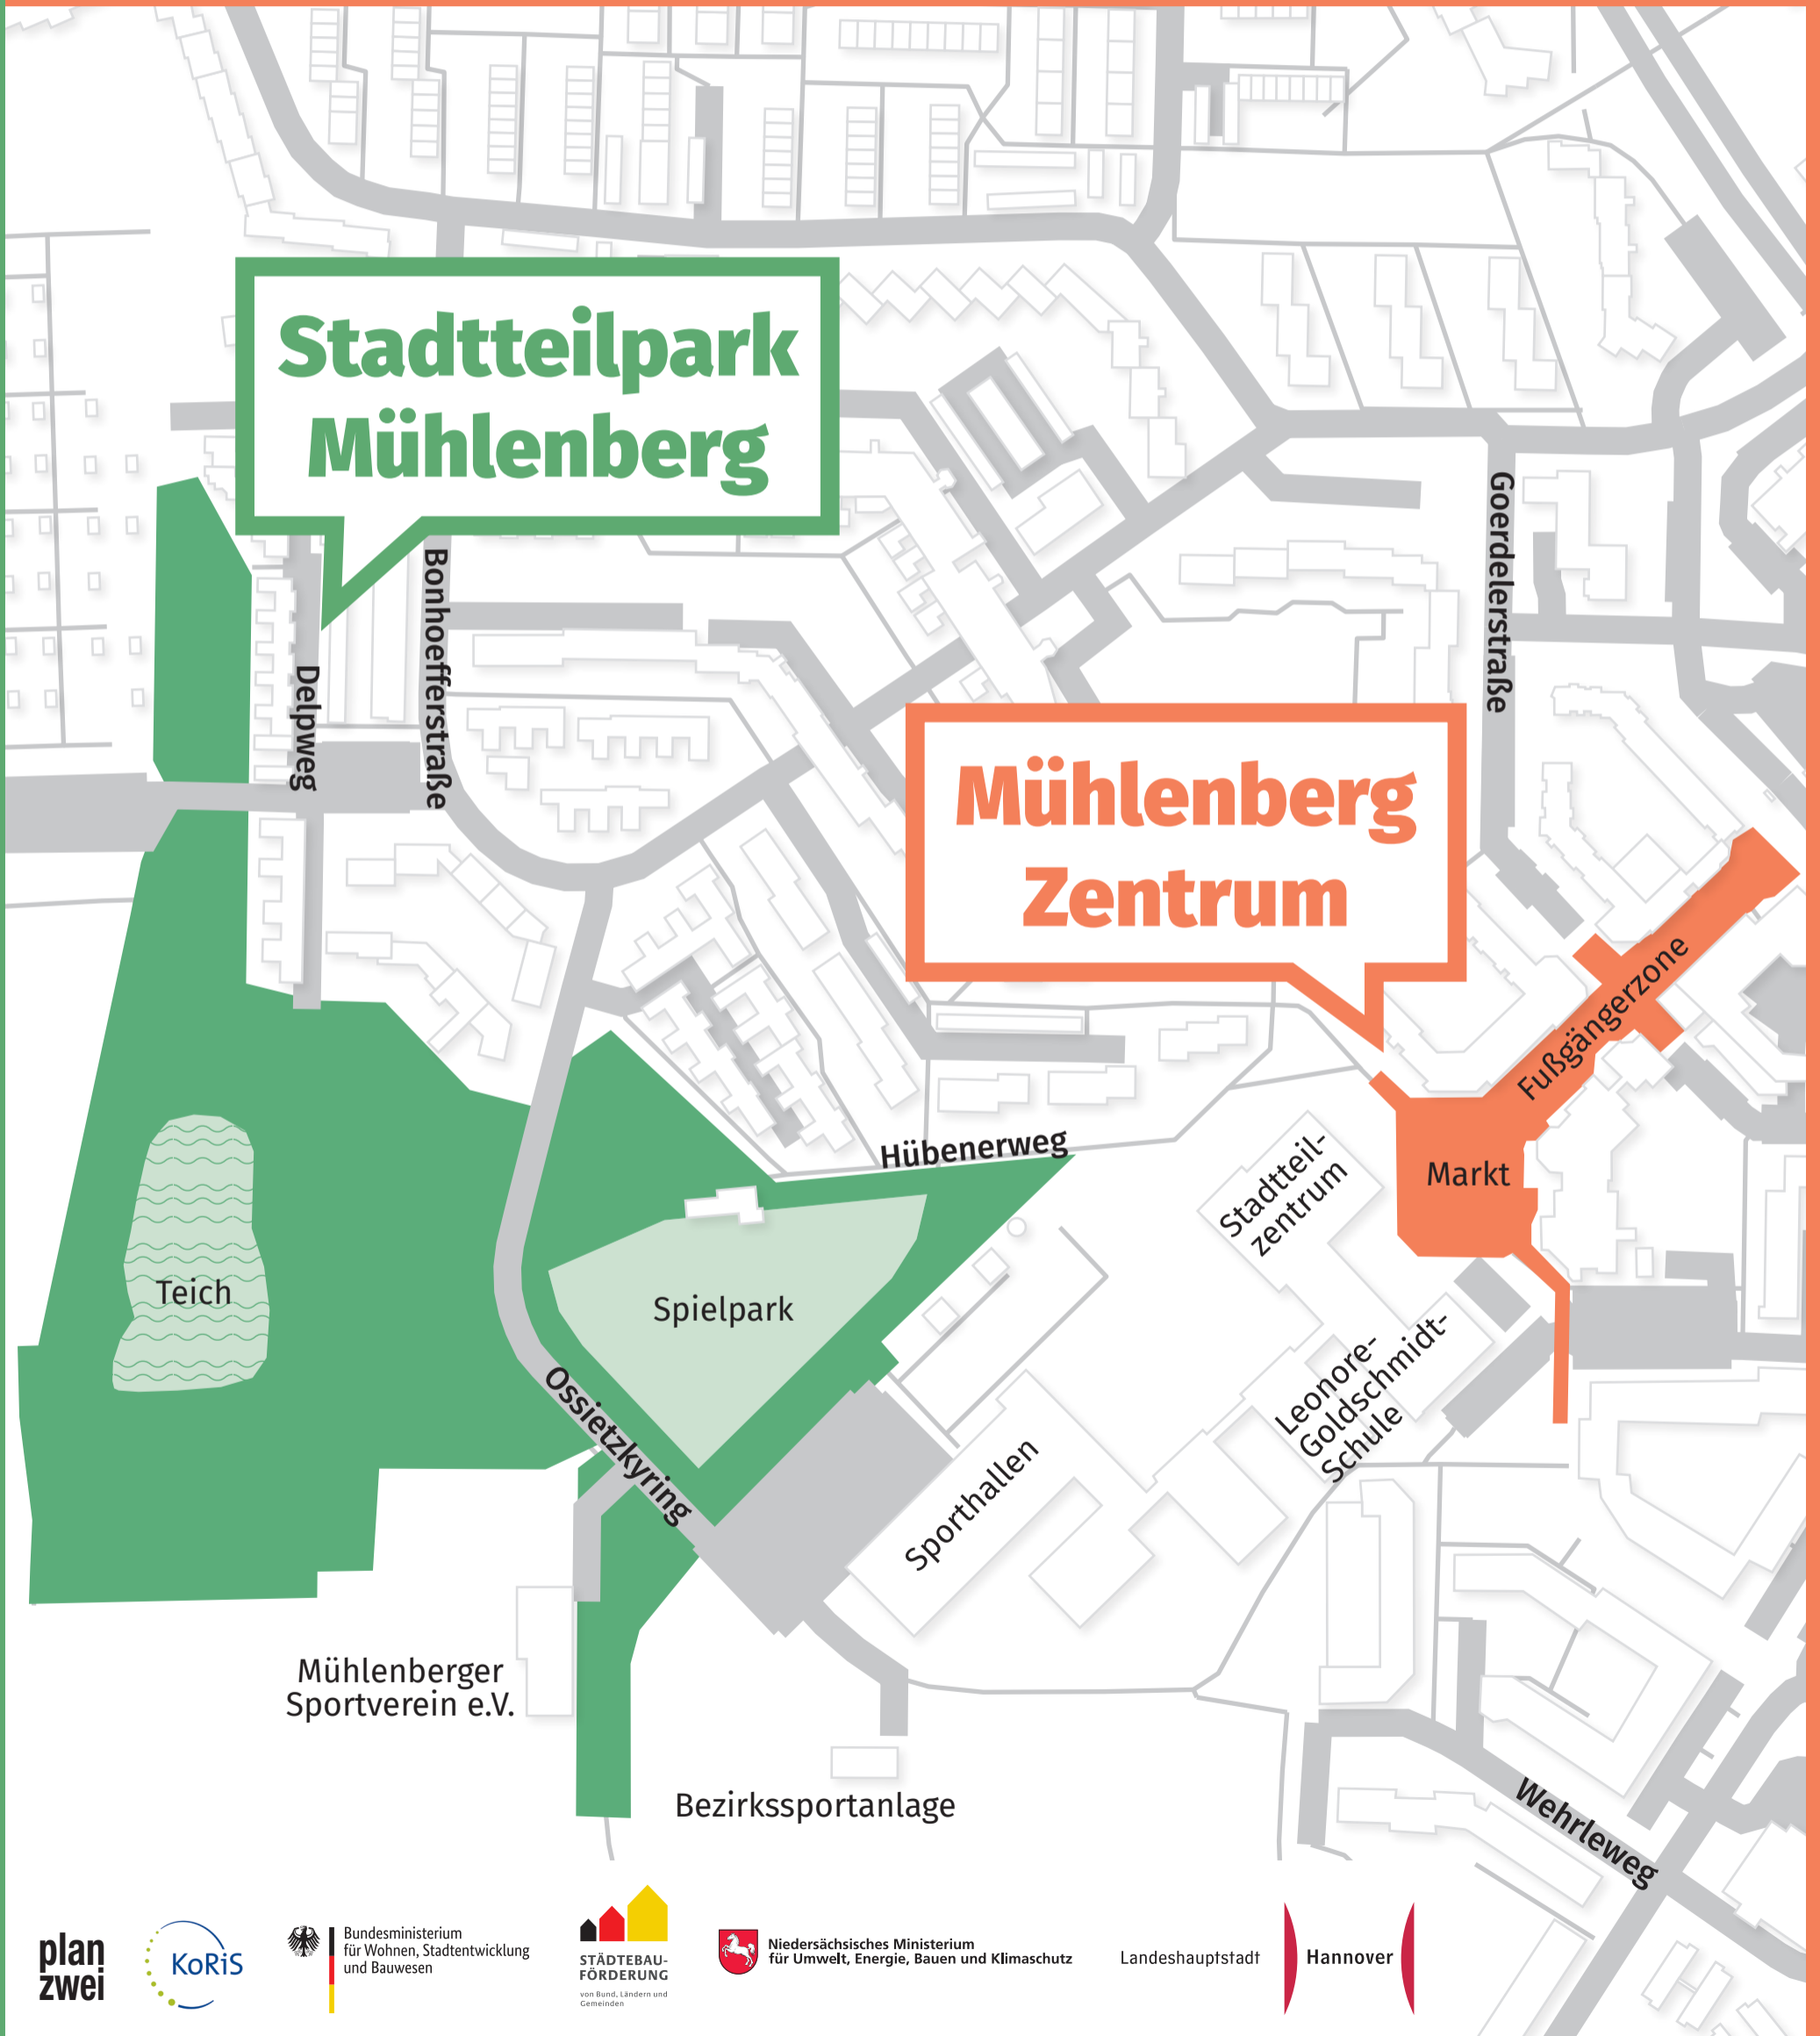 Stadtteilpark
Mühlenberg
Goerdelerstraße
Bonhoefferstraße
Delpweg
Mühlenberg
Zentrum
Fußgängerzone
Hübenerweg
Stadtteil-
zentrum
Markt
Teich
Spielpark
Leonore-
Goldschmidt-
Schule
Ossietzkyring
Sporthallen
Mühlenberger
Sportverein e.V.
Bezirkssportanlage
Wehrleweg
plan
zwei
KoRiS
Bundesministerium
für Wohnen, Stadtentwicklung
und Bauwesen
STÄDTEBAU-
FÖRDERUNG
von Bund, Ländern und
Gemeinden
Niedersächsisches Ministerium
für Umwelt, Energie, Bauen und Klimaschutz
Landeshauptstadt
Hannover